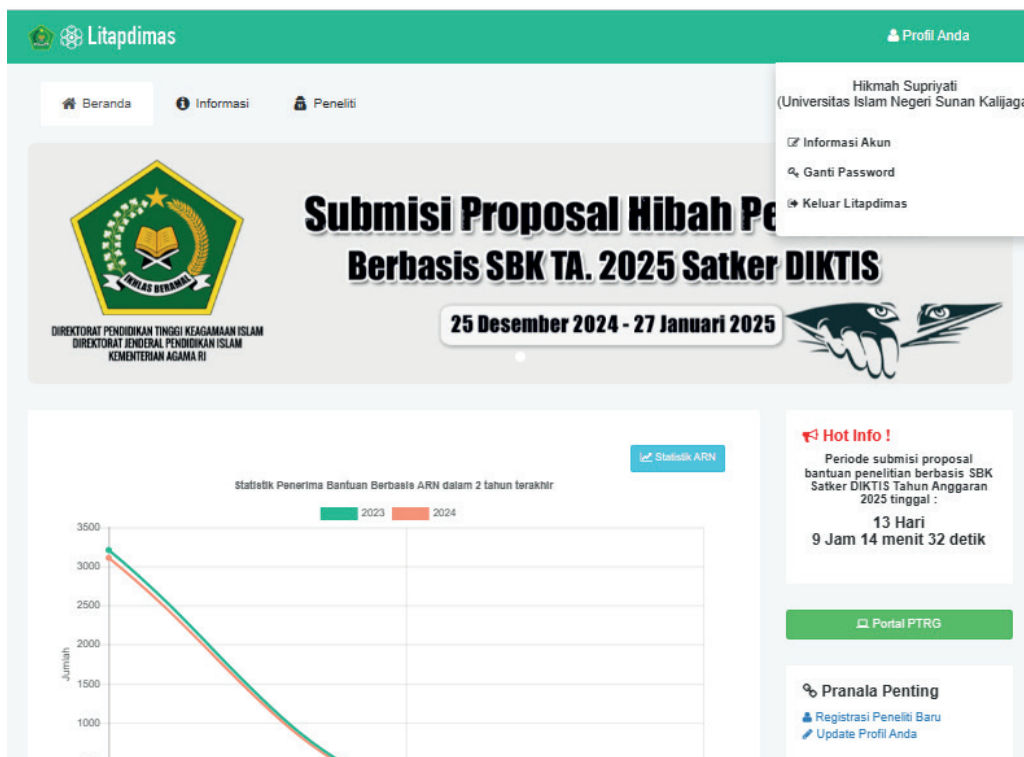 Litapdimas
Profil Anda
Beranda
Informasi
Peneliti
Hikmah Supriyati
(Universitas Islam Negeri Sunan Kalijaga
Informasi Akun
Ganti Password
Keluar Litapdimas
IKHLAS BERAMAL
DIREKTORAT PENDIDIKAN TINGGI KEAGAMAAN ISLAM
DIREKTORAT JENDERAL PENDIDIKAN ISLAM
KEMENTERIAN AGAMA RI
Submisi Proposal Hibah Pe
Berbasis SBK TA. 2025 Satker DIKTIS
25 Desember 2024 - 27 Januari 2025
Statistik ARN
Statistik Penerima Bantuan Berbasis ARN dalam 2 tahun terakhir
2023
2024
3500
3000
2500
2000
1500
1000
Jumlah
Hot Info !
Periode submisi proposal
bantuan penelitian berbasis SBK
Satker DIKTIS Tahun Anggaran
2025 tinggal :
13 Hari
9 Jam 14 menit 32 detik
Portal PTRG
Pranala Penting
Registrasi Peneliti Baru
Update Profil Anda